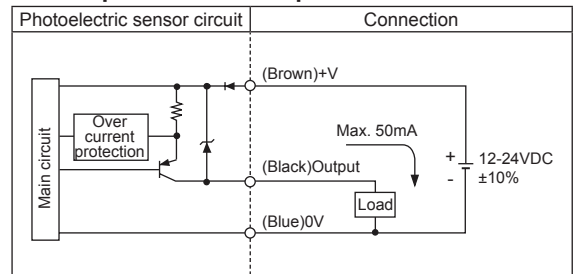 Photoelectric sensor circuit
Connection
(Brown)+V
Over
current
protection
Main circuit
Max. 50mA
+
12-24VDC
-
±10%
(Black)Output
Load
(Blue)0V